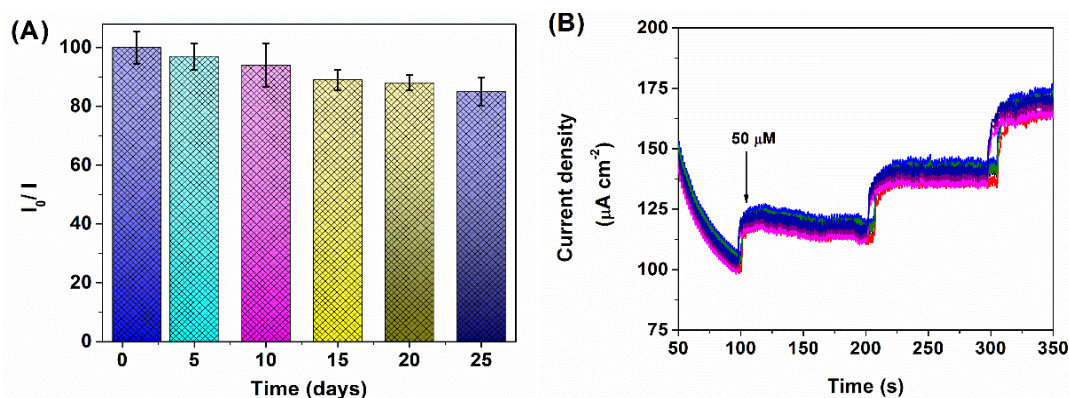 (A)
100
80
60
40
20
0
I0/ I
0 5 10 15 20 25
Time (days)
(B)
200
175
150
125
100
75
Current density
(μA cm-2)
50 μM
50 100 150 200 250 300 350
Time (s)